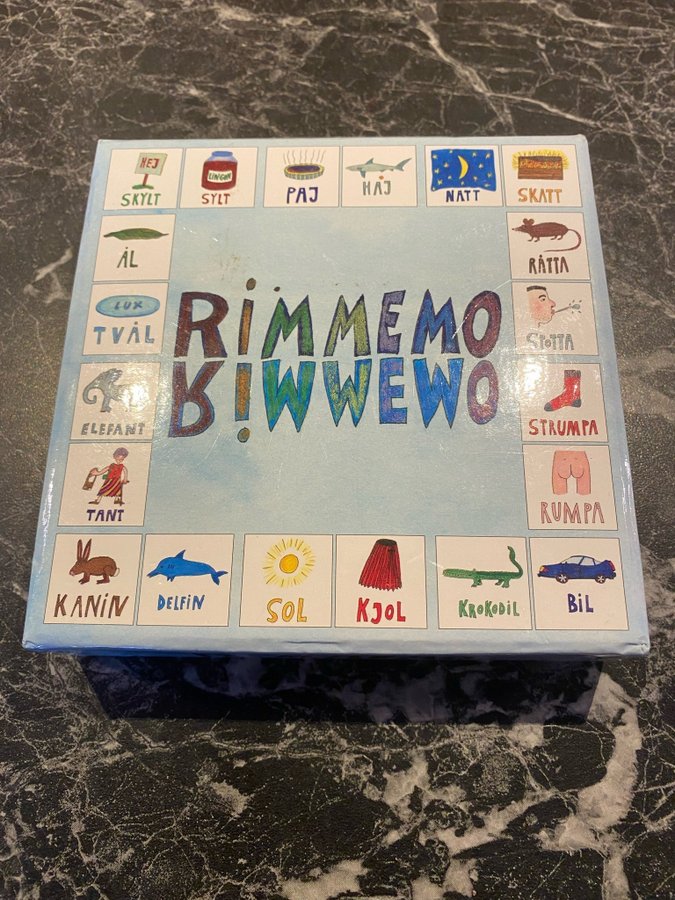 HEJ
SKYLT
LINGON
SYLT
PAJ
HAJ
NATT
SKATT
ÅL
RÅTTA
LUX
TVÅL
SPOTTA
RIMMEMO
RIMMEMO
ELEFANT
STRUMPA
TANT
RUMPA
KANIN
DELFIN
SOL
KJOL
KROKODIL
BIL